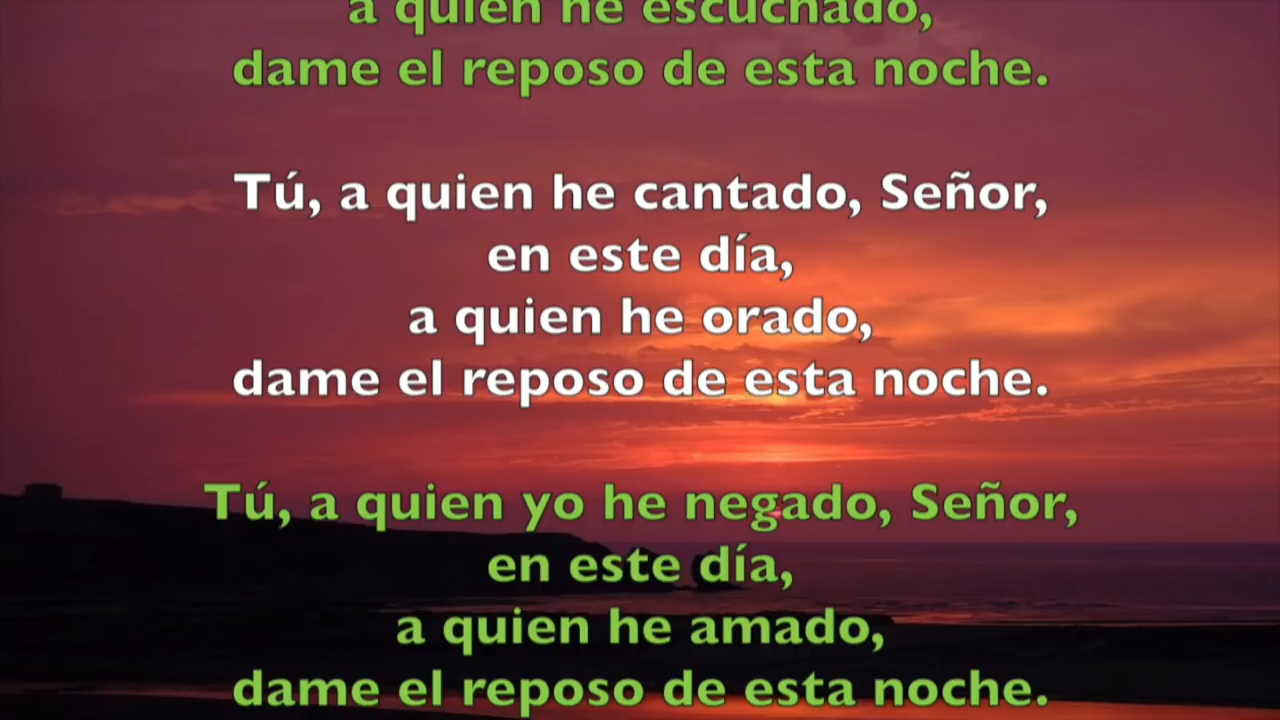 a quien he escuchado,
dame el reposo de esta noche.
Tú, a quien he cantado, Señor,
en este día,
a quien he orado,
dame el reposo de esta noche.
Tú, a quien yo he negado, Señor,
en este día,
a quien he amado,
dame el reposo de esta noche.